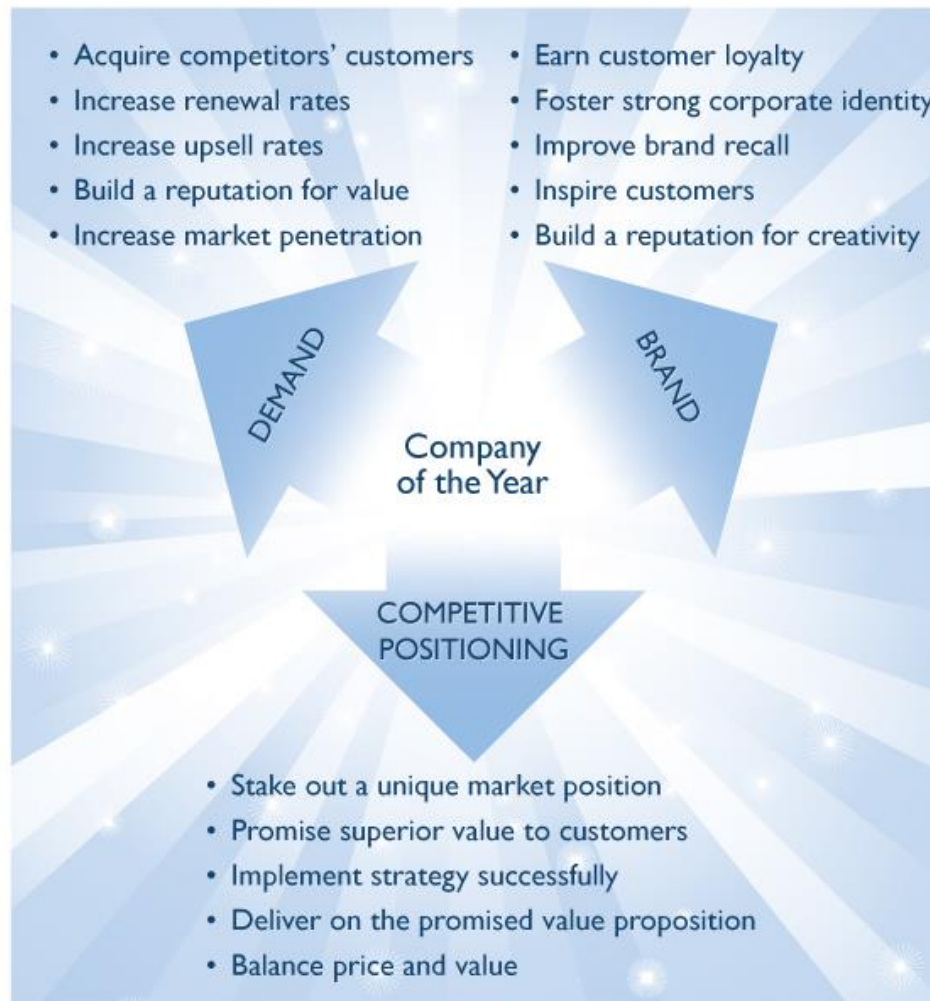 • Acquire competitors’ customers
• Increase renewal rates
• Increase upsell rates
• Build a reputation for value
• Increase market penetration
• Earn customer loyalty
• Foster strong corporate identity
• Improve brand recall
• Inspire customers
• Build a reputation for creativity
DEMAND
BRAND
Company
of the Year
COMPETITIVE
POSITIONING
• Stake out a unique market position
• Promise superior value to customers
• Implement strategy successfully
• Deliver on the promised value proposition
• Balance price and value